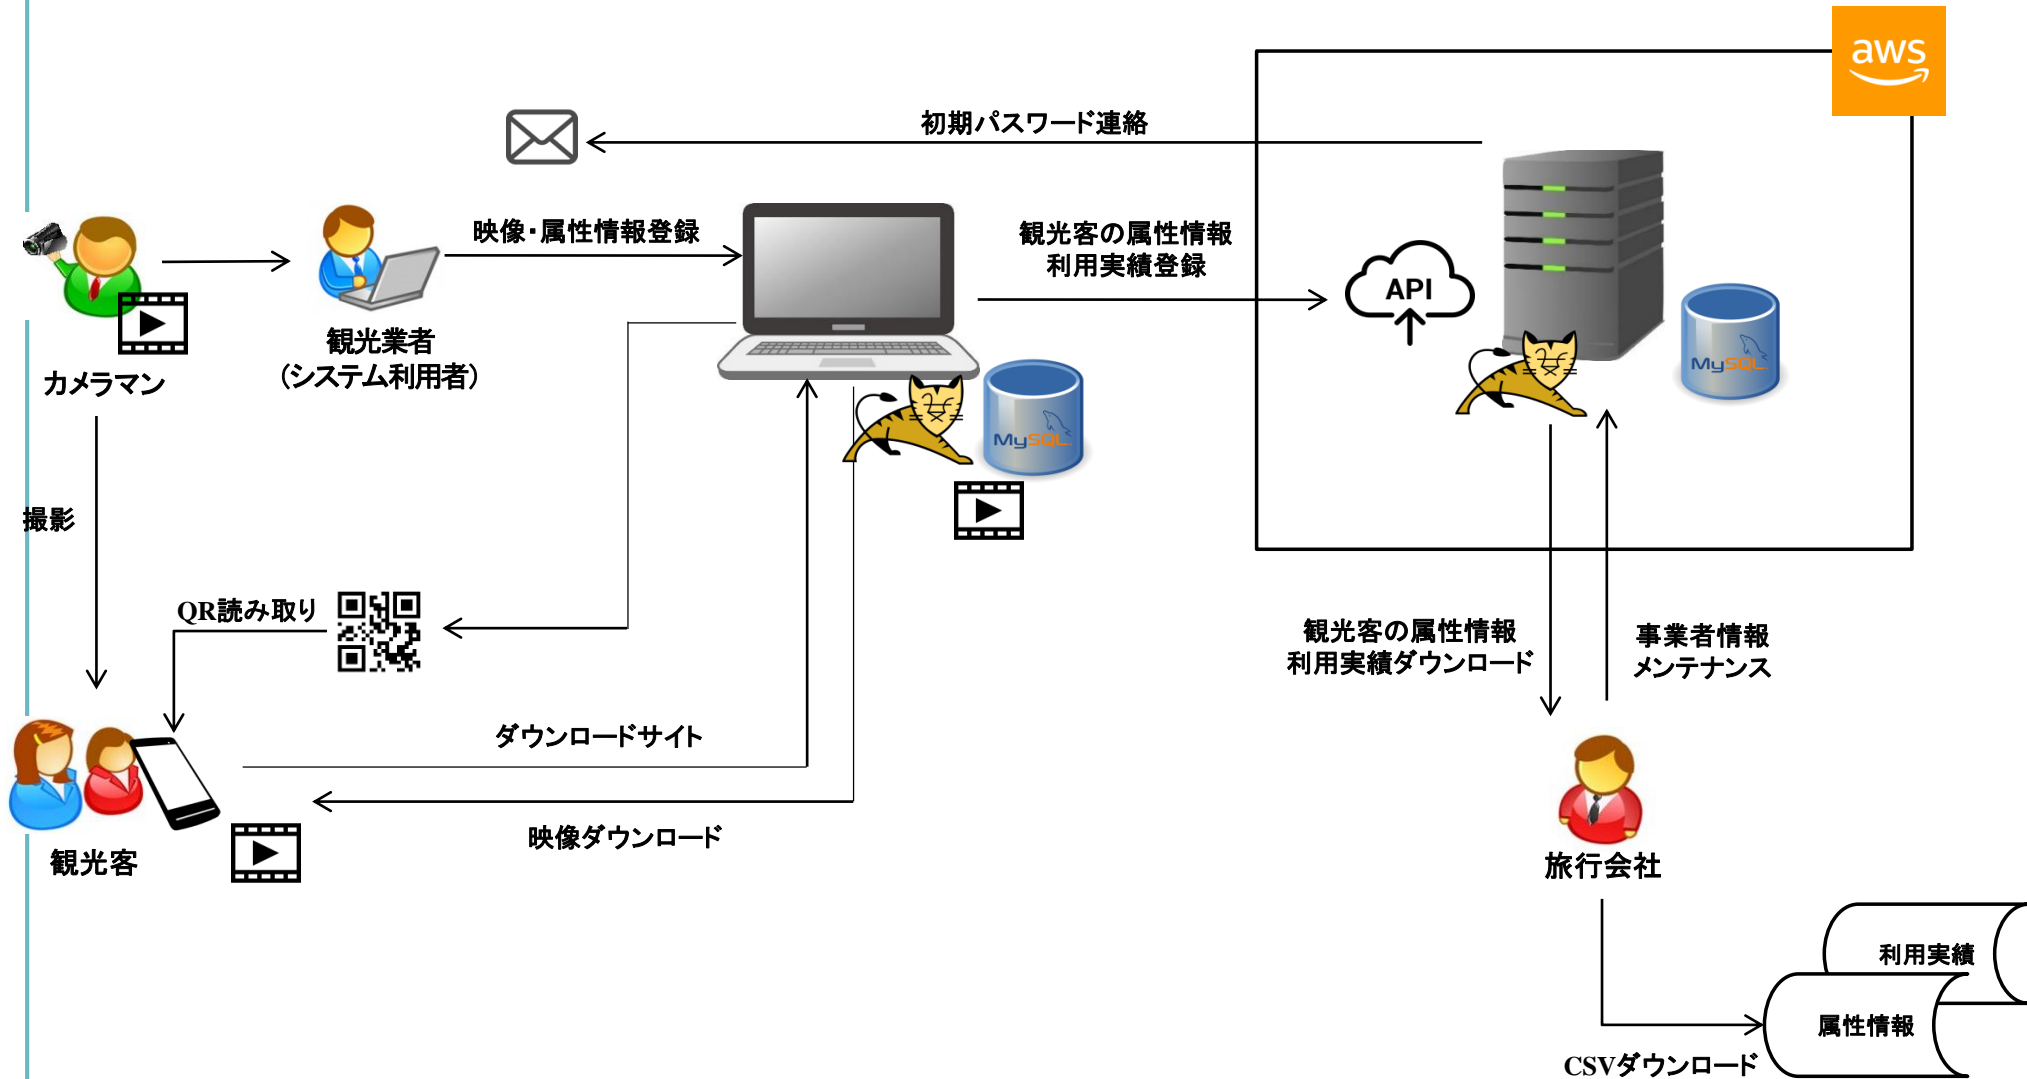 aws
初期パスワード連絡
映像・属性情報登録
観光客の属性情報
利用実績登録
API
観光業者
（システム利用者）
カメラマン
MySQL
MySQL
撮影
QR読み取り
観光客の属性情報
利用実績ダウンロード
事業者情報
メンテナンス
ダウンロードサイト
映像ダウンロード
観光客
旅行会社
利用実績
属性情報
CSVダウンロード